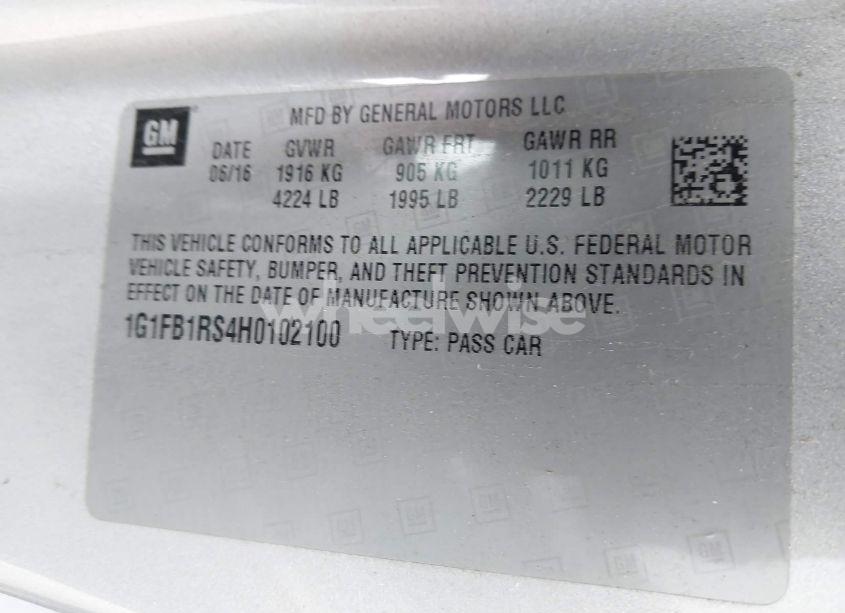 GM
MFD BY GENERAL MOTORS LLC
DATE GVWR GAWR FRT GAWR RR
06/16 1916 KG 905 KG 1011 KG
4224 LB 1995 LB 2229 LB
THIS VEHICLE CONFORMS TO ALL APPLICABLE U.S. FEDERAL MOTOR
VEHICLE SAFETY, BUMPER, AND THEFT PREVENTION STANDARDS IN
EFFECT ON THE DATE OF MANUFACTURE SHOWN ABOVE.
wheelwise
1G1FB1RS4H0102100 TYPE: PASS CAR